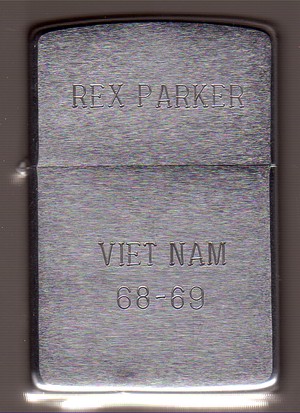 REX PARKER
VIET NAM
68-69